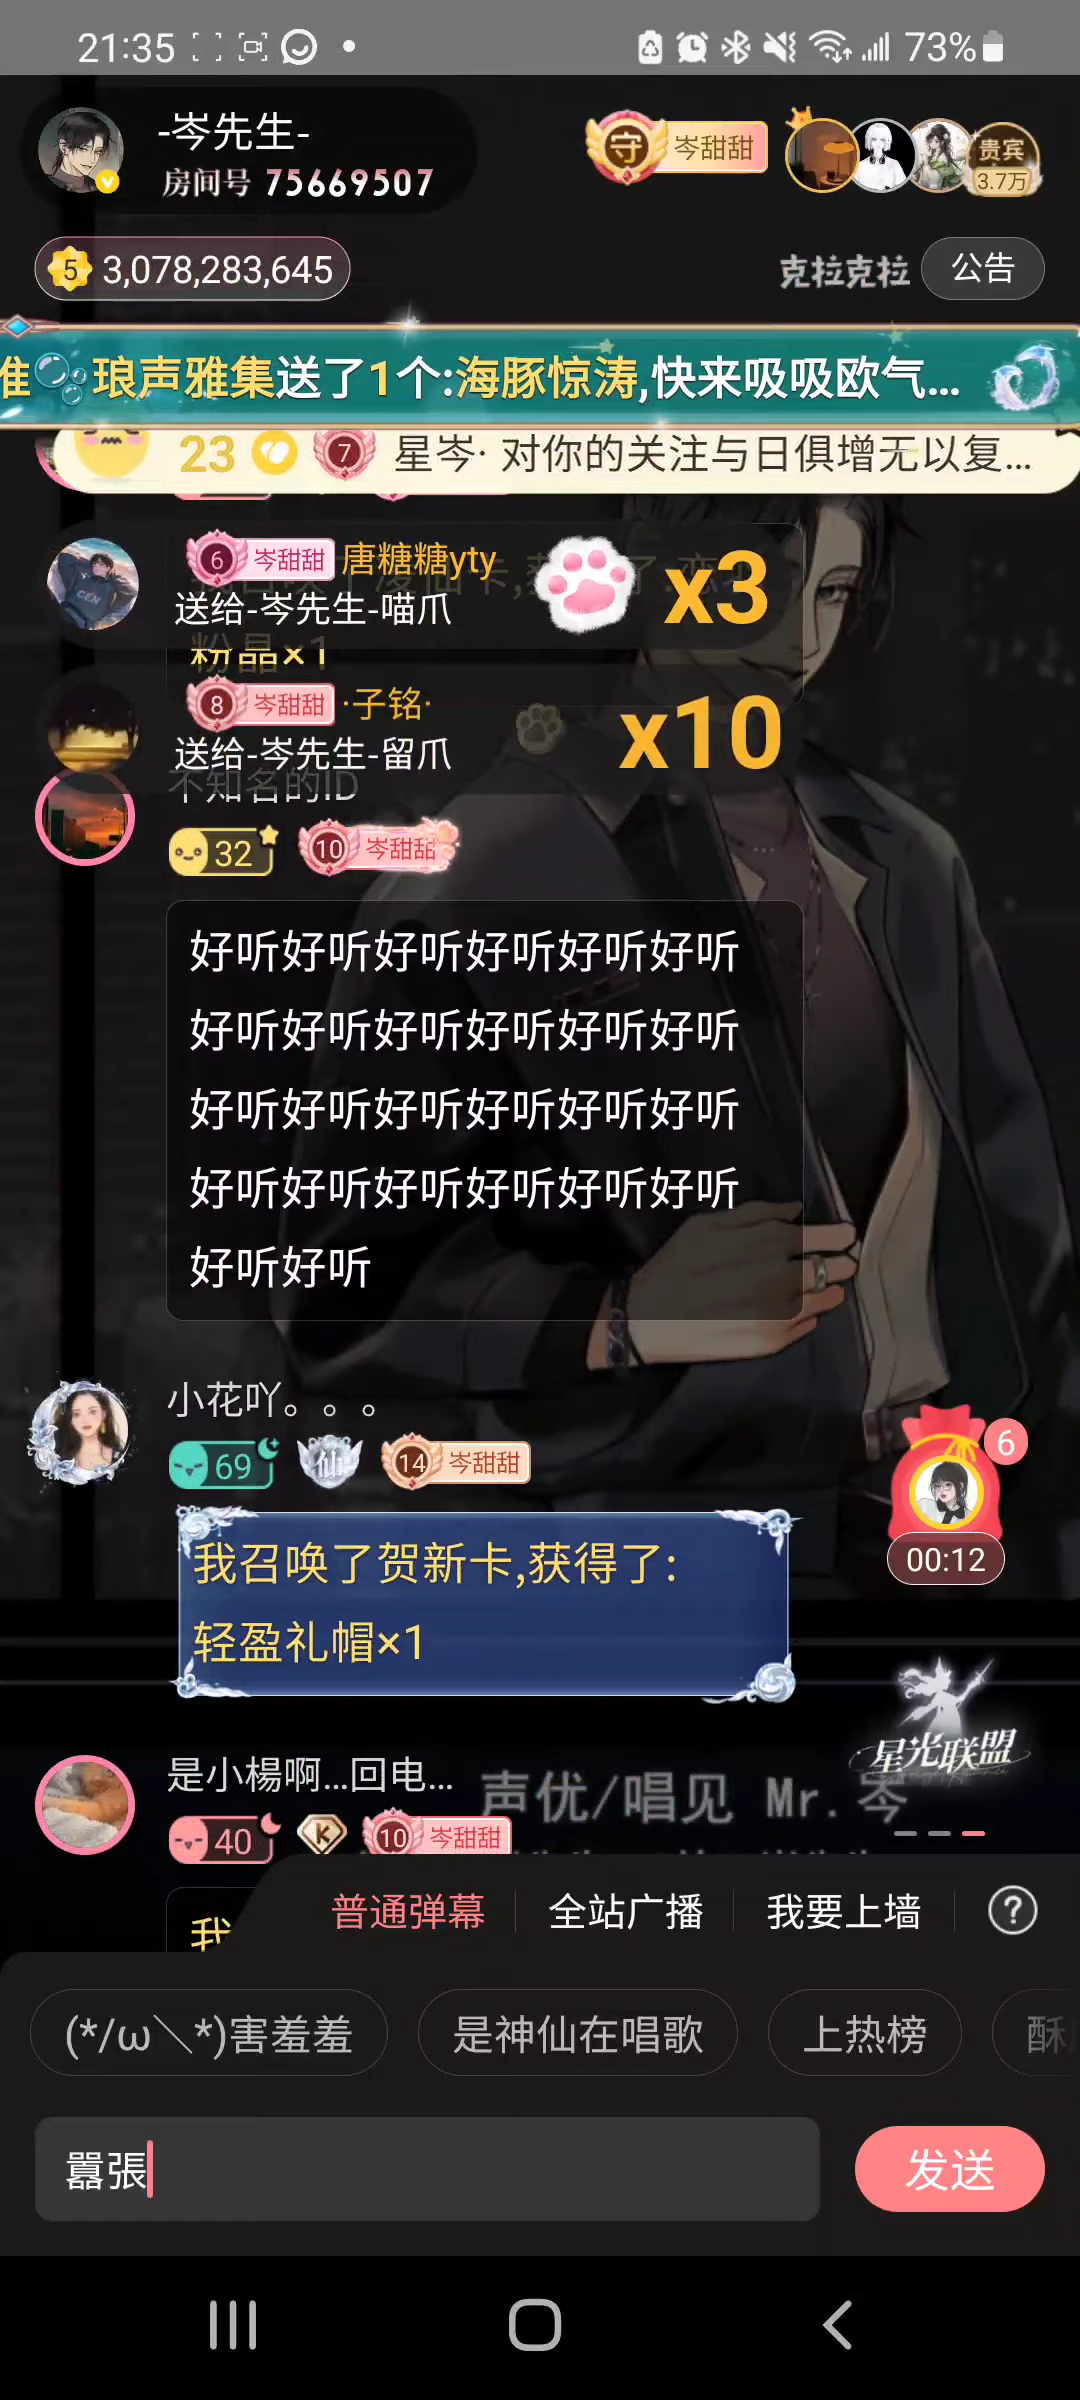 21:35
73%
-岑先生-
房间号 75669507
守 岑甜甜
贵宾
3.7万
5 3,078,283,645
克拉克拉
公告
琅声雅集送了1个:海豚惊涛,快来吸吸欧气...
23 7 星岑· 对你的关注与日俱增无以复...
6 岑甜甜 唐糖糖yty
送给-岑先生-喵爪
x3
粉晶×1
8 岑甜甜 ·子铭·
送给-岑先生-留爪
x10
不知名的ID
32 10 岑甜甜
好听好听好听好听好听好听
好听好听好听好听好听好听
好听好听好听好听好听好听
好听好听好听好听好听好听
好听好听
小花吖。。。
69 仙 14 岑甜甜
我召唤了贺新卡,获得了:
轻盈礼帽×1
6
00:12
星光联盟
是小楊啊...回电...
声优/唱见 Mr.岑
40 K 10 岑甜甜
我
普通弹幕
全站广播
我要上墙
?
(*/ω＼*)害羞羞
是神仙在唱歌
上热榜
酥
囂張
发送